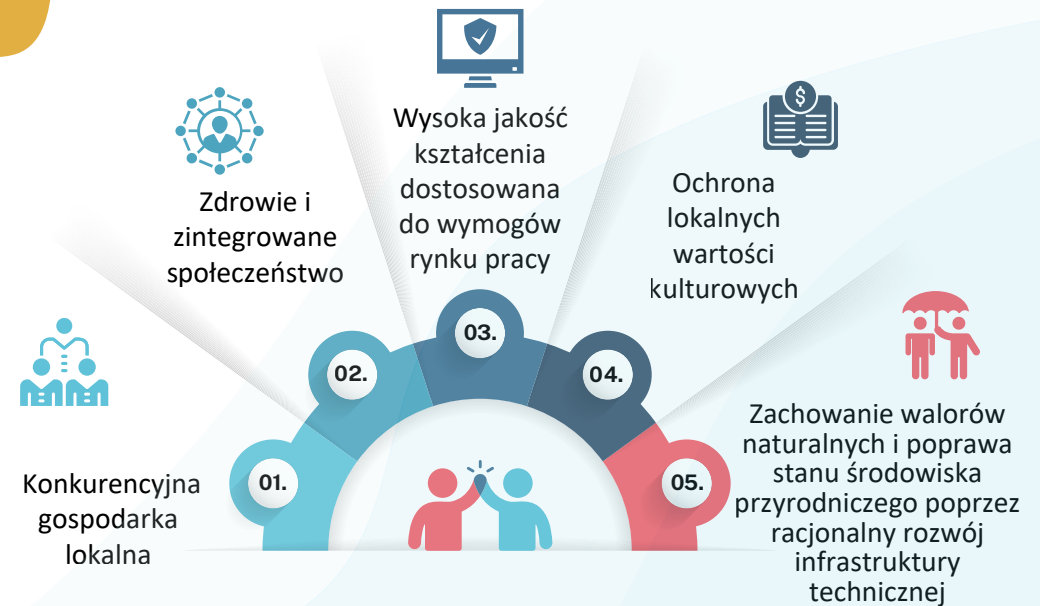 01.
Konkurencyjna
gospodarka
lokalna
02.
Zdrowie i
zintegrowane
społeczeństwo
03.
Wysoka jakość
kształcenia
dostosowana
do wymogów
rynku pracy
04.
Ochrona
lokalnych
wartości
kulturowych
05.
Zachowanie walorów
naturalnych i poprawa
stanu środowiska
przyrodniczego poprzez
racjonalny rozwój
infrastruktury
technicznej
$